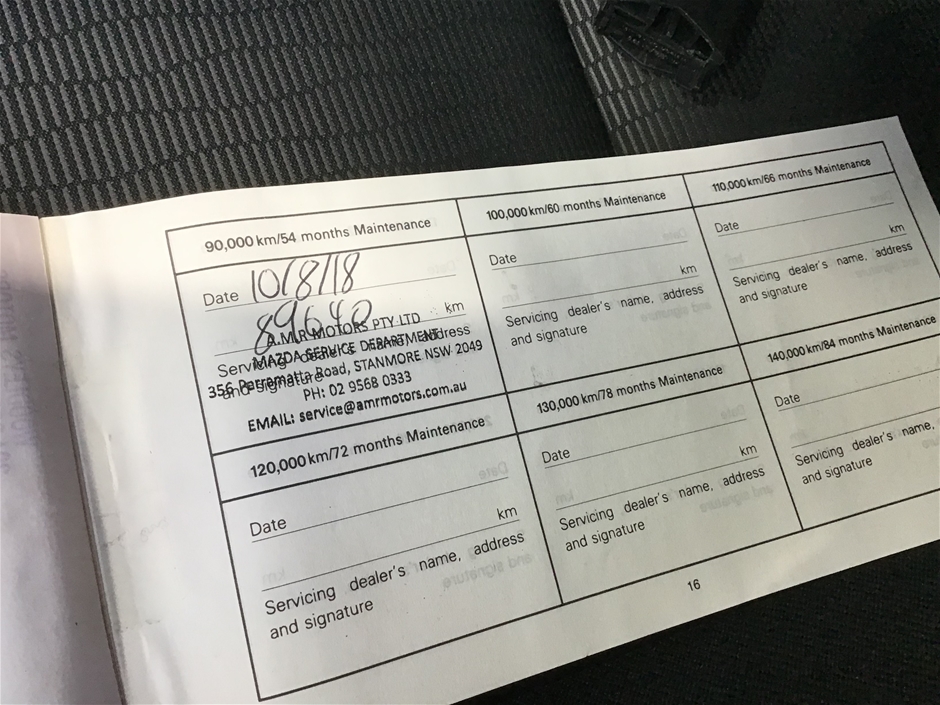 90,000 km/54 months Maintenance
Date 10/8/18
89640 km
Servicing dealer's name, address
and signature
A.M.R MOTORS PTY LTD
MAZDA SERVICE DEPARTMENT
356 Parramatta Road, STANMORE NSW 2049
PH: 02 9568 0333
EMAIL: service@amrmotors.com.au
100,000 km/60 months Maintenance
Date
km
Servicing dealer's name, address
and signature
110,000 km/66 months Maintenance
Date
km
Servicing dealer's name, address
and signature
120,000 km/72 months Maintenance
Date
km
Servicing dealer's name, address
and signature
130,000 km/78 months Maintenance
Date
km
Servicing dealer's name, address
and signature
140,000 km/84 months Maintenance
Date
Servicing dealer's name,
and signature
16